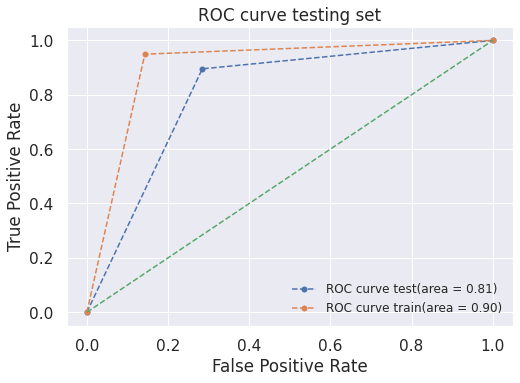 ROC curve testing set
1.0
0.8
0.6
0.4
0.2
0.0
True Positive Rate
ROC curve test(area = 0.81)
ROC curve train(area = 0.90)
0.0 0.2 0.4 0.6 0.8 1.0
False Positive Rate